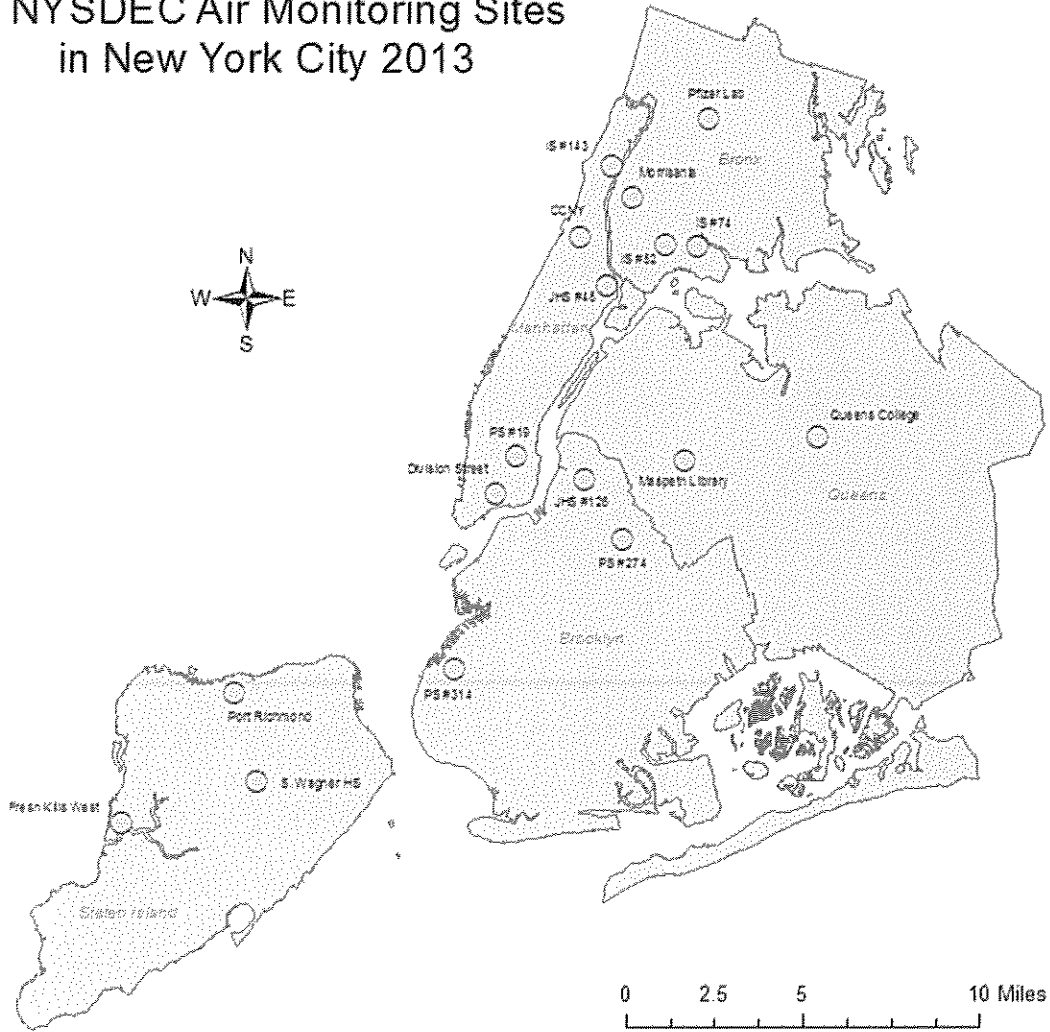 NYSDEC Air Monitoring Sites
in New York City 2013
Pfizer Lab
IS #143
Bronx
Morrisania
CCNY
IS #74
IS #52
N
W E
S
JHS #45
Manhattan
Queens College
PS #19
Division Street
Maspeth Library
JHS #126
Queens
PS #274
Brooklyn
PS #314
Port Richmond
S. Wagner HS
Fresh Kills West
Staten Island
0 2.5 5 10 Miles